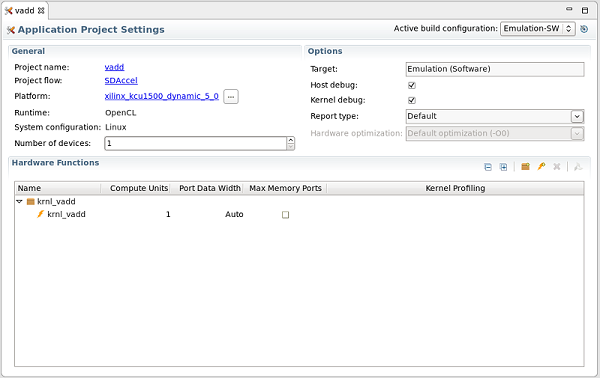 vadd
Application Project Settings
Active build configuration: Emulation-SW
General
Project name: vadd
Project flow: SDAccel
Platform: xilinx_kcu1500_dynamic_5_0 ...
Runtime: OpenCL
System configuration: Linux
Number of devices: 1
Options
Target: Emulation (Software)
Host debug:
Kernel debug:
Report type: Default
Hardware optimization: Default optimization (-O0)
Hardware Functions
Name Compute Units Port Data Width Max Memory Ports Kernel Profiling
krnl_vadd
krnl_vadd 1 Auto